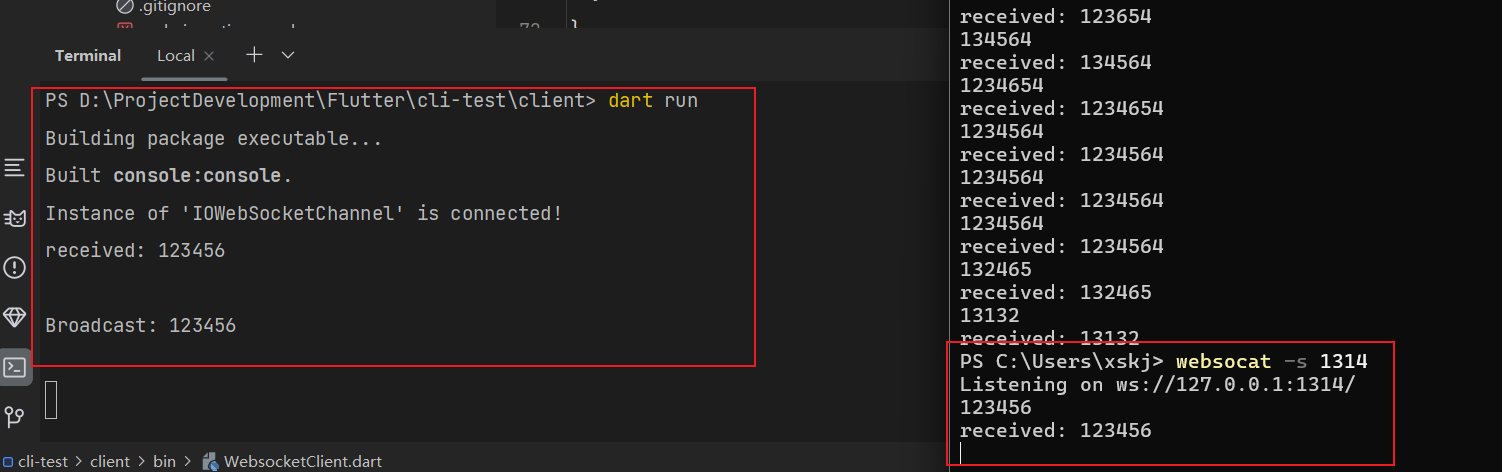 .gitignore
72 }
Terminal Local × + 
PS D:\ProjectDevelopment\Flutter\cli-test\client> dart run
Building package executable...
Built console:console.
Instance of 'IOWebSocketChannel' is connected!
received: 123456
Broadcast: 123456
cli-test > client > bin > WebsocketClient.dart
received: 123654
134564
received: 134564
1234654
received: 1234654
1234564
received: 1234564
1234564
received: 1234564
1234564
received: 1234564
132465
received: 132465
13132
received: 13132
PS C:\Users\xskj> websocat -s 1314
Listening on ws://127.0.0.1:1314/
123456
received: 123456